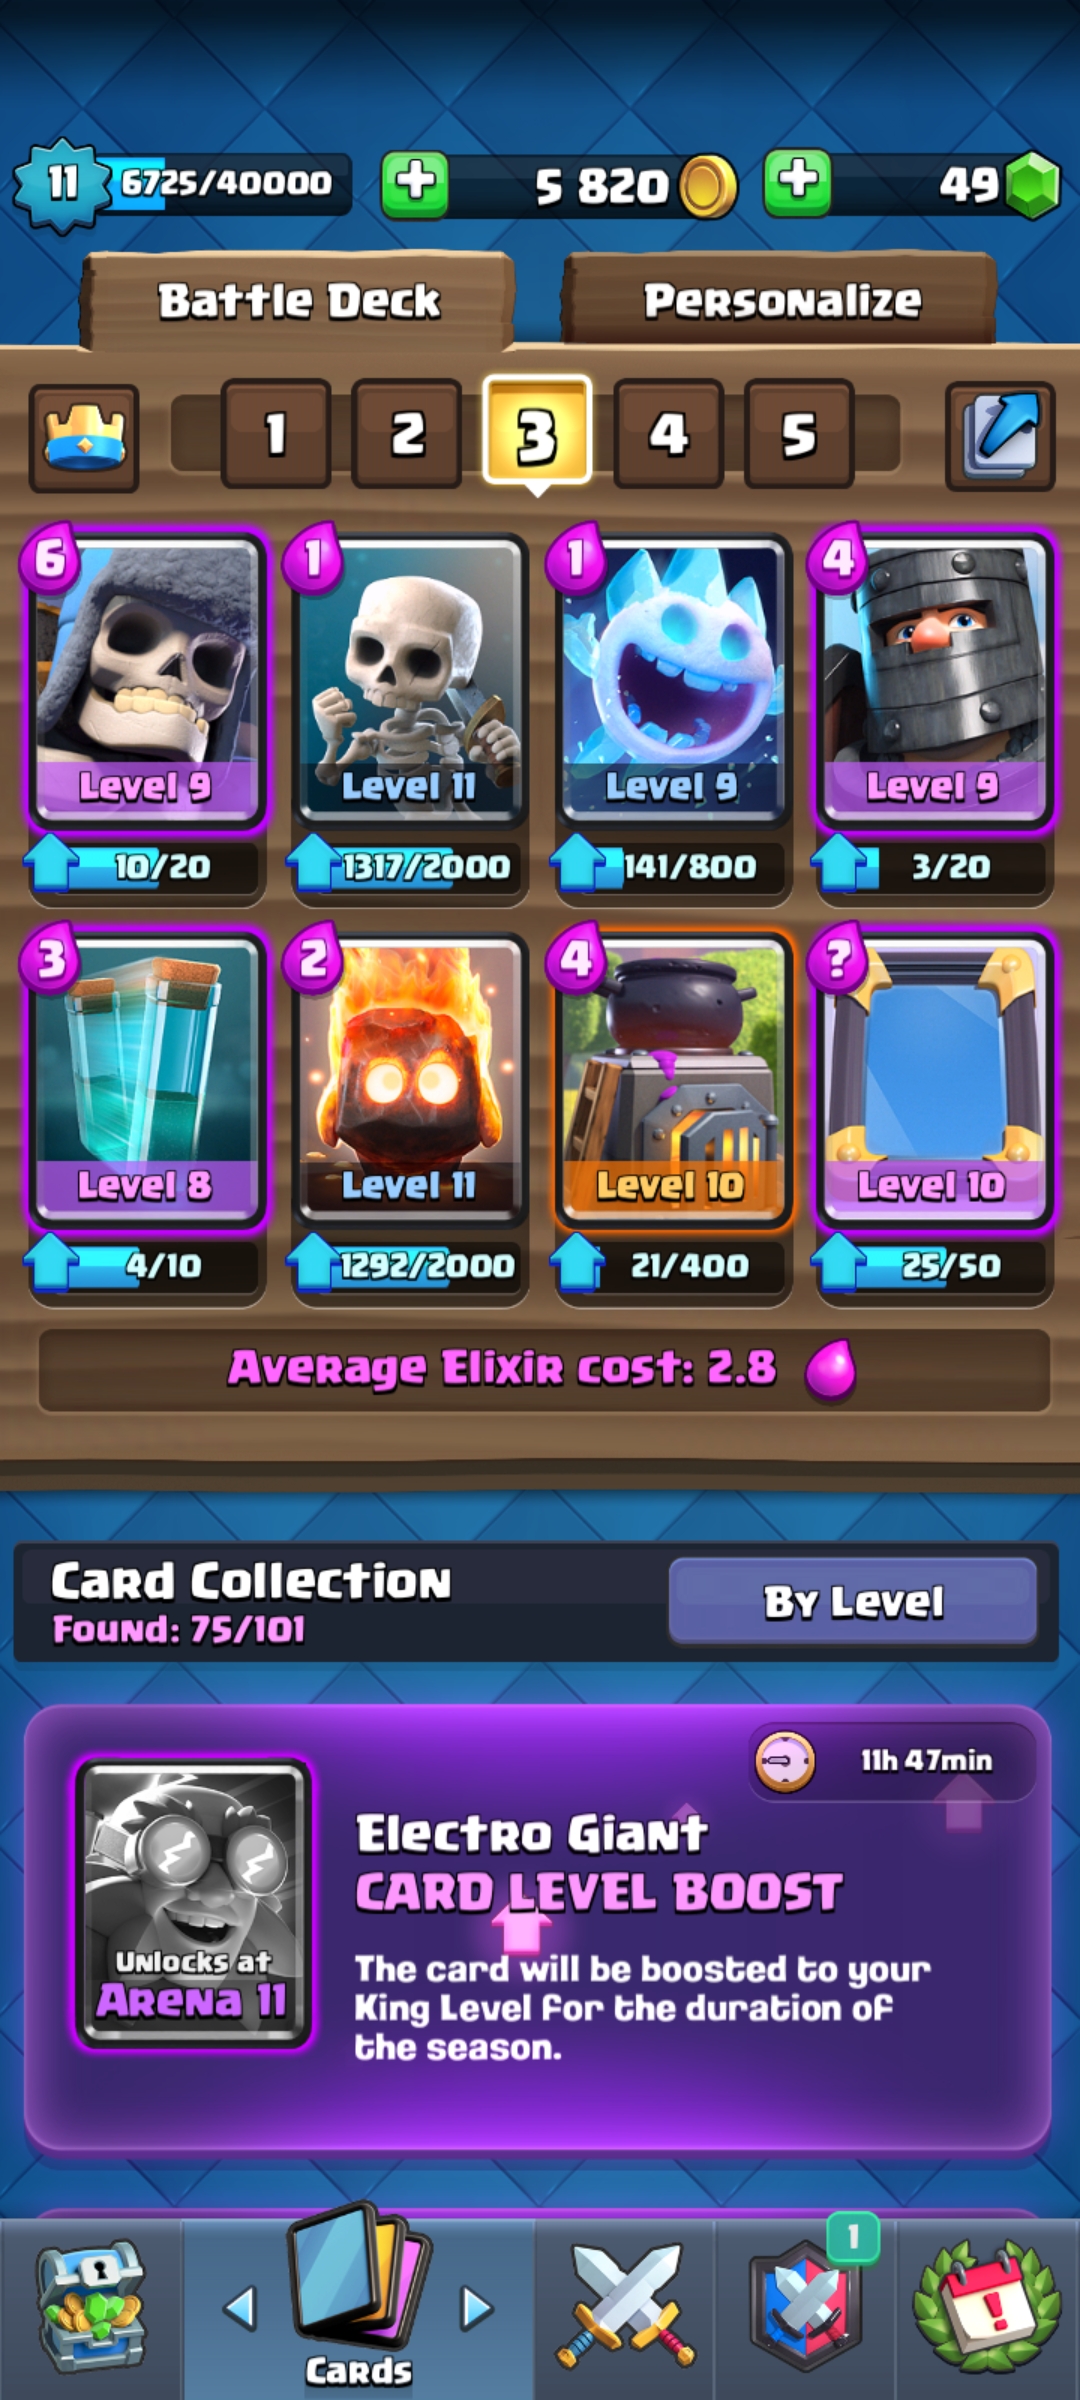 11 6725/40000 5 820 49
Battle Deck Personalize
1 2 3 4 5
6 1 1 4
Level 9 Level 11 Level 9 Level 9
10/20 1317/2000 141/800 3/20
3 2 4 ?
Level 8 Level 11 Level 10 Level 10
4/10 1292/2000 21/400 25/50
Average Elixir cost: 2.8
Card Collection
Found: 75/101
By Level
11h 47min
Electro Giant
CARD LEVEL BOOST
Unlocks at
Arena 11
The card will be boosted to your
King Level for the duration of
the season.
1
Cards